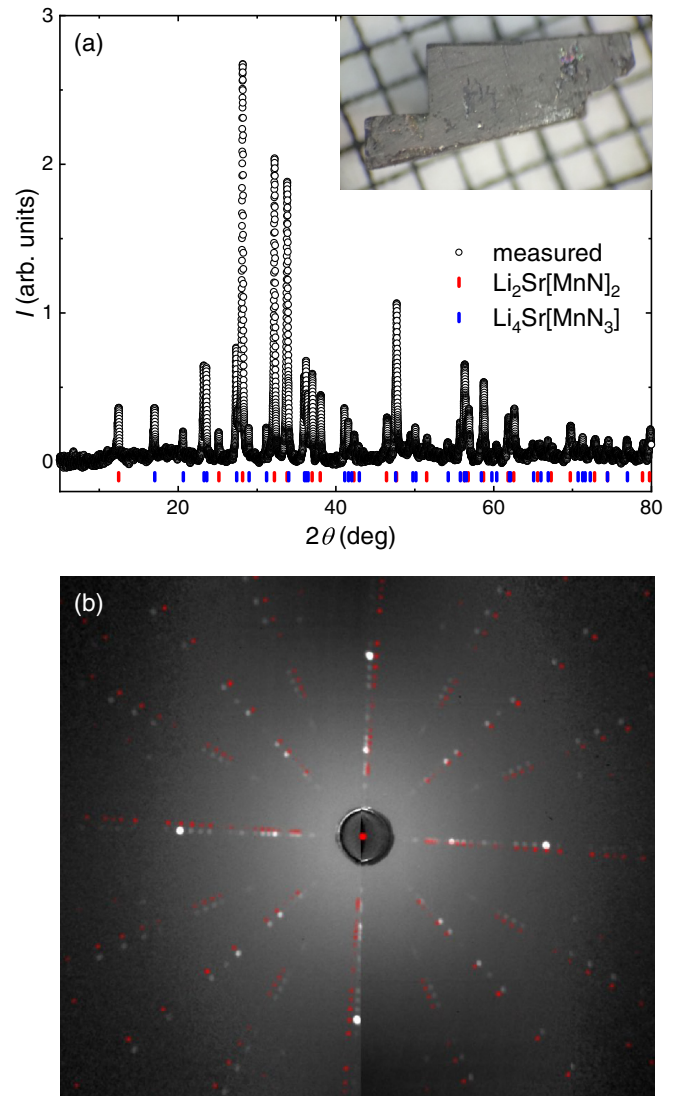 3
(a)
2
I (arb. units)
measured
Li₂Sr[MnN]₂
1
Li₄Sr[MnN₃]
0
20
40
60
80
2θ (deg)
(b)